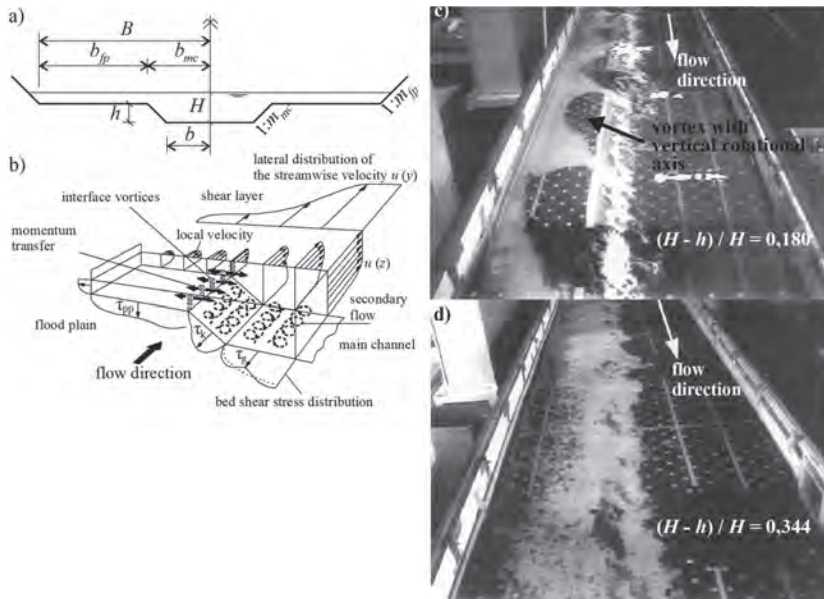 a)
B
b_fp
b_mc
h
H
b
1:m_mc
1:m_fp
b)
lateral distribution of
the streamwise velocity u (y)
shear layer
interface vortices
momentum
transfer
local velocity
u (z)
secondary
flow
flood plain
main channel
flow direction
bed shear stress distribution
c)
flow
direction
vortex with
vertical rotational
axis
(H - h) / H = 0,180
d)
flow
direction
(H - h) / H = 0,344